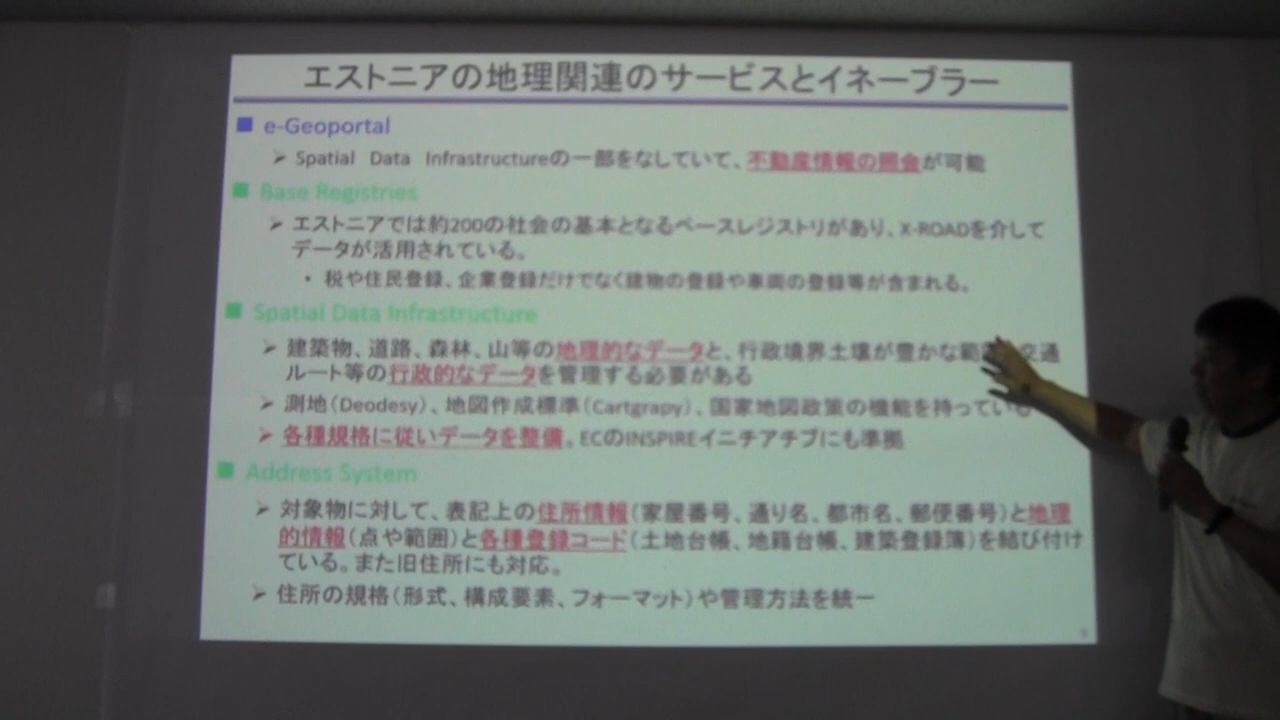 エストニアの地理関連のサービスとイネーブラー
■ e-Geoportal
➢ Spatial Data Infrastructureの一部をなしていて、不動産情報の照会が可能
■ Base Registries
➢ エストニアでは約200の社会の基本となるベースレジストリがあり、X-ROADを介して
データが活用されている。
・ 税や住民登録、企業登録だけでなく建物の登録や車両の登録等が含まれる。
■ Spatial Data Infrastructure
➢ 建築物、道路、森林、山等の地理的なデータと、行政境界土壌が豊かな範 交通
ルート等の行政的なデータを管理する必要がある
➢ 測地（Deodesy）、地図作成標準（Cartgrapy）、国家地図政策の機能を持っている
➢ 各種規格に従いデータを整備。ECのINSPIREイニチアチブにも準拠
■ Address System
➢ 対象物に対して、表記上の住所情報（家屋番号、通り名、都市名、郵便番号）と地理
的情報（点や範囲）と各種登録コード（土地台帳、地籍台帳、建築登録簿）を結び付け
ている。また旧住所にも対応。
➢ 住所の規格（形式、構成要素、フォーマット）や管理方法を統一